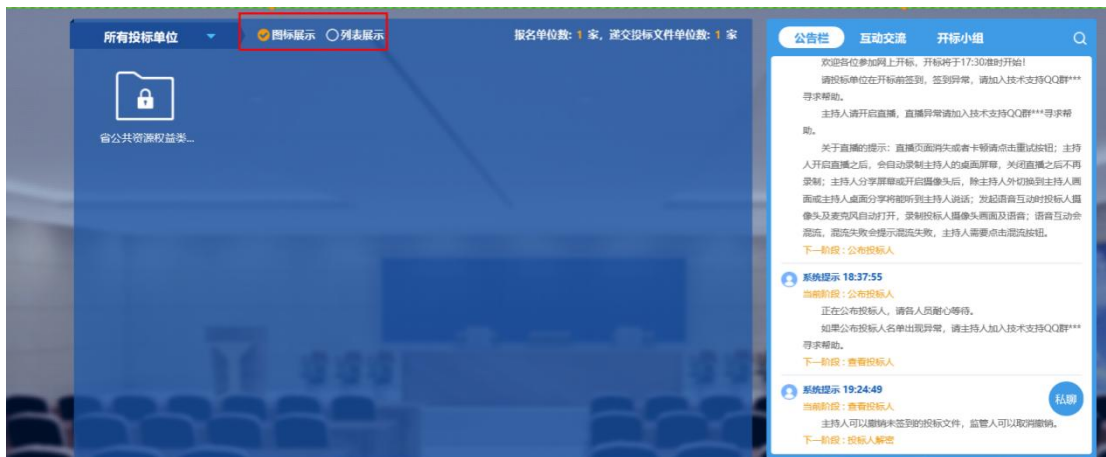 所有投标单位
图标展示 列表展示
报名单位数: 1 家, 递交投标文件单位数: 1 家
省公共资源权益类...
公告栏 互动交流 开标小组
欢迎各位参加网上开标, 开标将于17:30准时开始!
请投标单位在开标前签到, 签到异常, 请加入技术支持QQ群***
寻求帮助。
主持人请开启直播, 直播异常请加入技术支持QQ群***寻求帮
助。
关于直播的提示: 直播页面消失或者卡顿请点击重试按钮; 主持
人开启直播之后, 会自动录制主持人的桌面屏幕, 关闭直播之后不再
录制; 主持人分享屏幕或开启摄像头后, 除主持人外切换到主持人画
面或主持人桌面分享将能听到主持人说话; 发起语音互动时投标人摄
像头及麦克风自动打开, 录制投标人摄像头画面及语音; 语音互动会
混流, 混流失败会提示混流失败, 主持人需要点击混流按钮。
下一阶段 : 公布投标人
系统提示 18:37:55
当前阶段 : 公布投标人
正在公布投标人, 请各人员耐心等待。
如果公布投标人名单出现异常, 请主持人加入技术支持QQ群***
寻求帮助。
下一阶段 : 查看投标人
系统提示 19:24:49
当前阶段 : 查看投标人
主持人可以撤销未签到的投标文件, 监管人可以取消撤销。
下一阶段 : 投标人解密
私聊